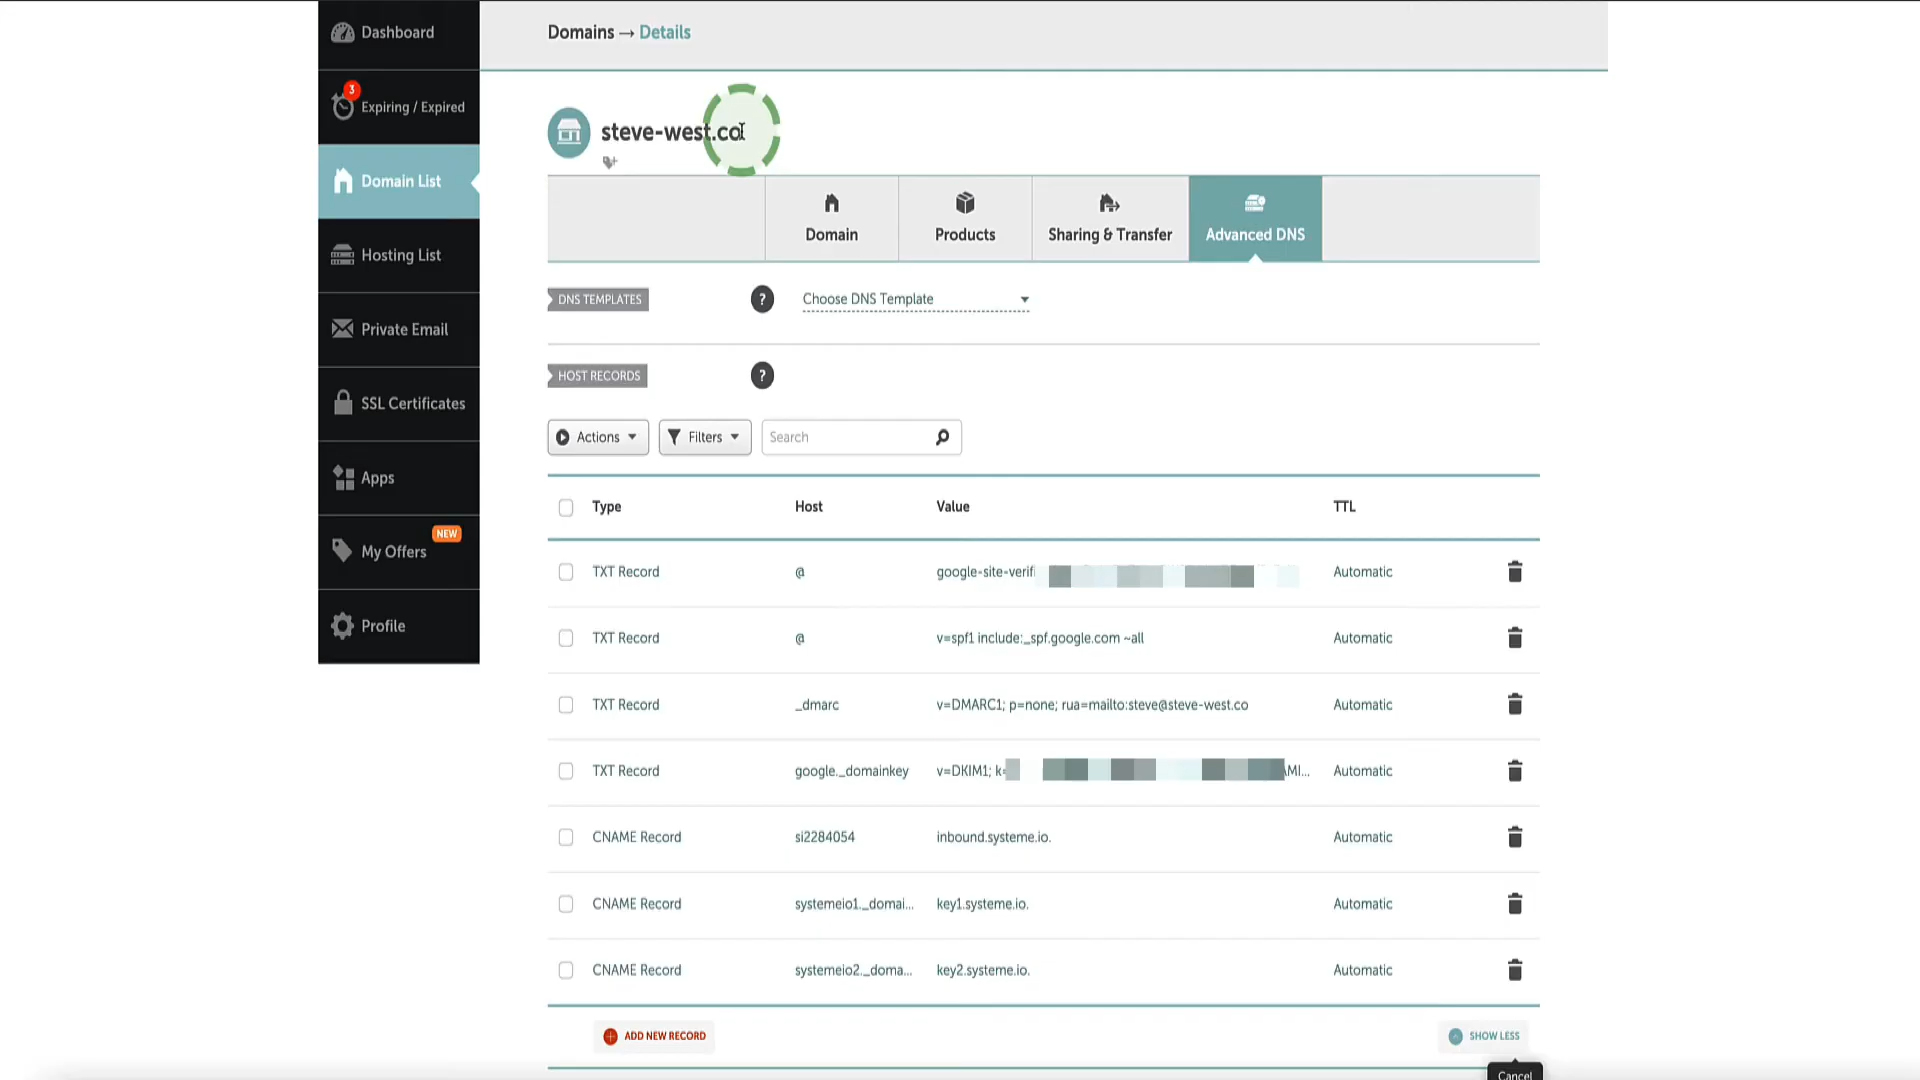 Dashboard
3
Expiring / Expired
Domain List
Hosting List
Private Email
SSL Certificates
Apps
NEW
My Offers
Profile
Domains → Details
steve-west.co
Domain
Products
Sharing & Transfer
Advanced DNS
DNS TEMPLATES ? Choose DNS Template
HOST RECORDS ?
Actions Filters Search
Type Host Value TTL
TXT Record @ google-site-verifi Automatic
TXT Record @ v=spf1 include:_spf.google.com ~all Automatic
TXT Record _dmarc v=DMARC1; p=none; rua=mailto:steve@steve-west.co Automatic
TXT Record google._domainkey v=DKIM1; k= MI... Automatic
CNAME Record si2284054 inbound.systeme.io. Automatic
CNAME Record systemeio1._domai... key1.systeme.io. Automatic
CNAME Record systemeio2._doma... key2.systeme.io. Automatic
ADD NEW RECORD SHOW LESS
Cancel